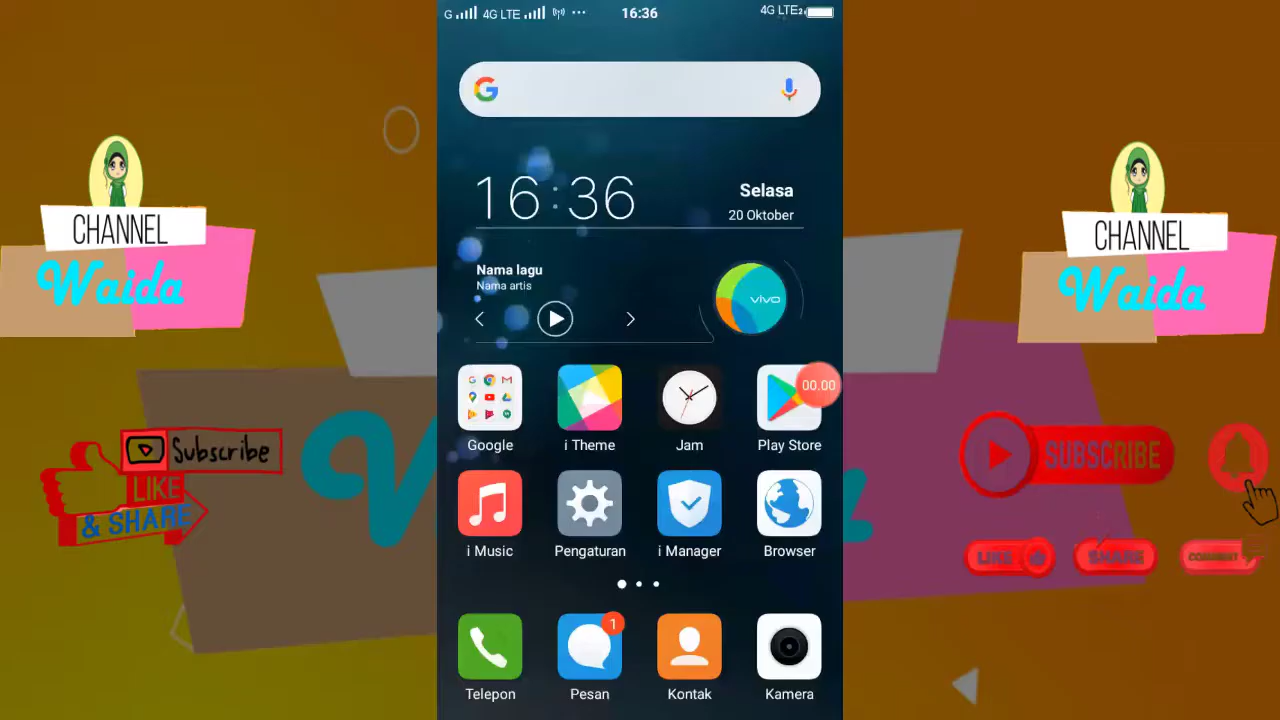 G 4G LTE 16:36 4G LTE2
16:36
Selasa
20 Oktober
Nama lagu
Nama artis
vivo
00.00
Google
i Theme
Jam
Play Store
i Music
Pengaturan
i Manager
Browser
1
Telepon
Pesan
Kontak
Kamera
CHANNEL
Waida
Subscribe
LIKE
& SHARE
CHANNEL
Waida
SUBSCRIBE
LIKE
SHARE
COMMENT